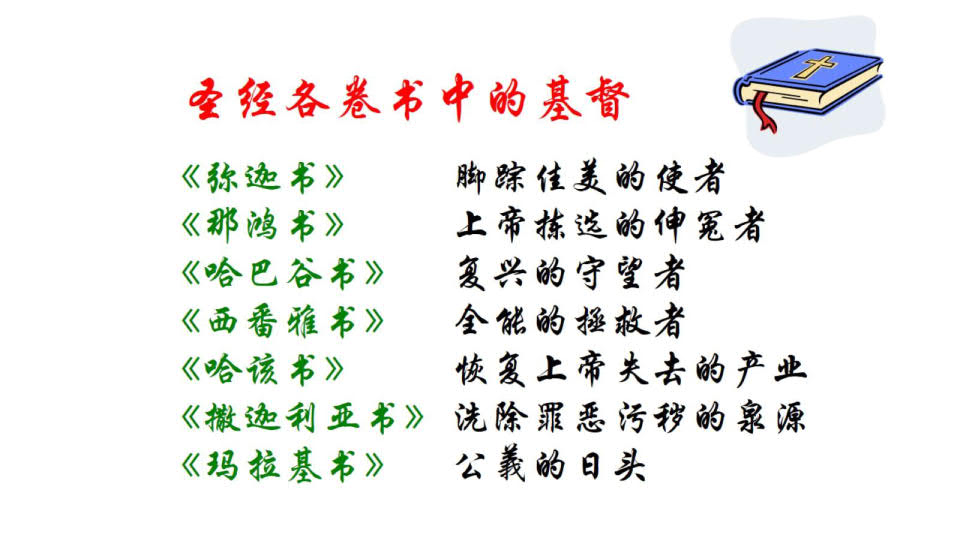 圣经各卷书中的基督
《弥迦书》 脚踪佳美的使者
《那鸿书》 上帝拣选的伸冤者
《哈巴谷书》 复兴的守望者
《西番雅书》 全能的拯救者
《哈该书》 恢复上帝失去的产业
《撒迦利亚书》 洗除罪恶污秽的泉源
《玛拉基书》 公義的日头